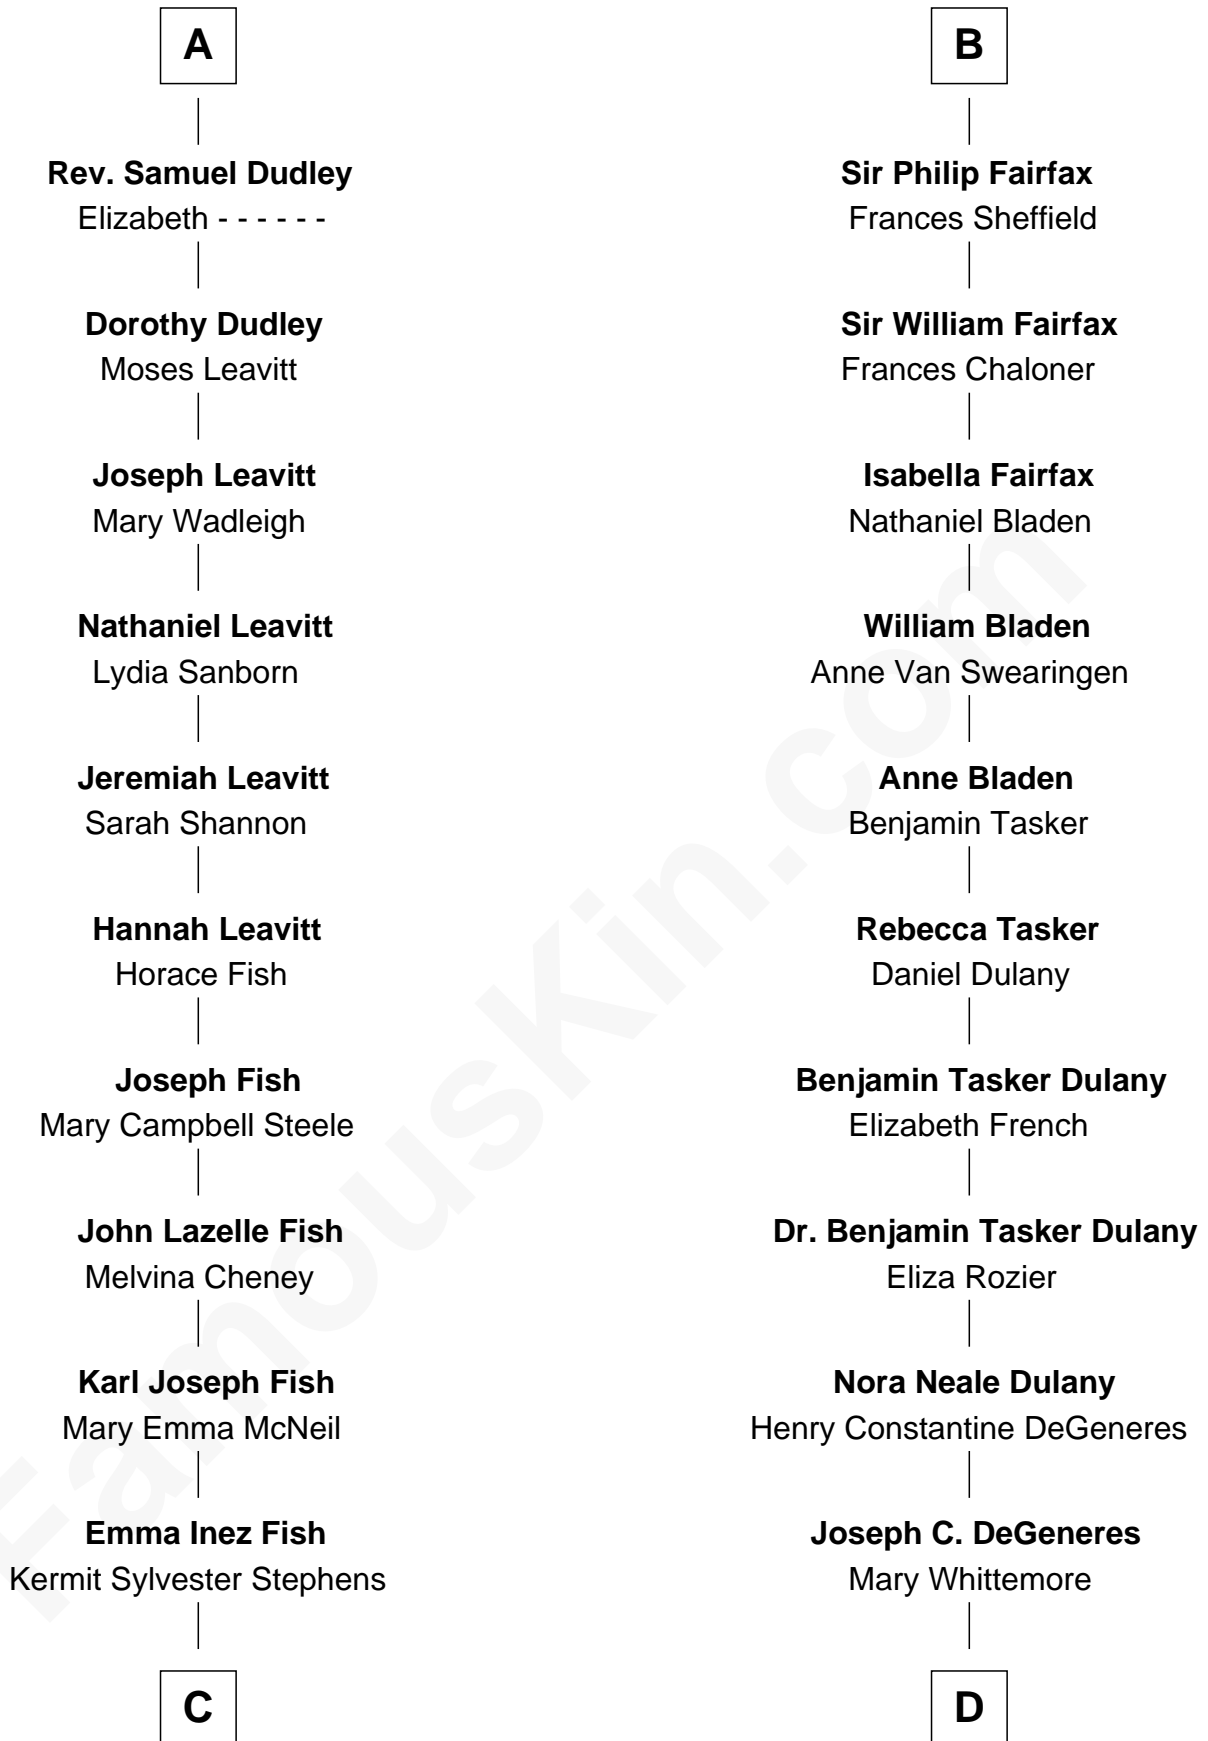 A
Rev. Samuel Dudley
Elizabeth - - - - - -
Dorothy Dudley
Moses Leavitt
Joseph Leavitt
Mary Wadleigh
Nathaniel Leavitt
Lydia Sanborn
Jeremiah Leavitt
Sarah Shannon
Hannah Leavitt
Horace Fish
Joseph Fish
Mary Campbell Steele
John Lazelle Fish
Melvina Cheney
Karl Joseph Fish
Mary Emma McNeil
Emma Inez Fish
Kermit Sylvester Stephens
C
B
Sir Philip Fairfax
Frances Sheffield
Sir William Fairfax
Frances Chaloner
Isabella Fairfax
Nathaniel Bladen
William Bladen
Anne Van Swearingen
Anne Bladen
Benjamin Tasker
Rebecca Tasker
Daniel Dulany
Benjamin Tasker Dulany
Elizabeth French
Dr. Benjamin Tasker Dulany
Eliza Rozier
Nora Neale Dulany
Henry Constantine DeGeneres
Joseph C. DeGeneres
Mary Whittemore
D
FamousKin.com